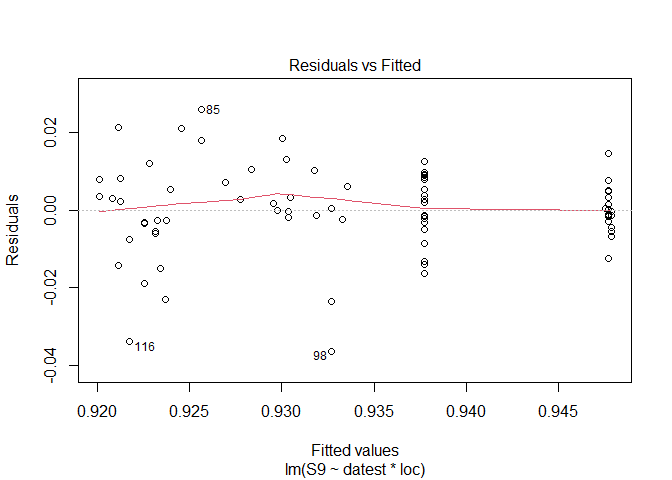 Residuals vs Fitted
Residuals
0.02
0.00
-0.02
-0.04
85
116
98
0.920 0.925 0.930 0.935 0.940 0.945
Fitted values
lm(S9 ~ datest * loc)